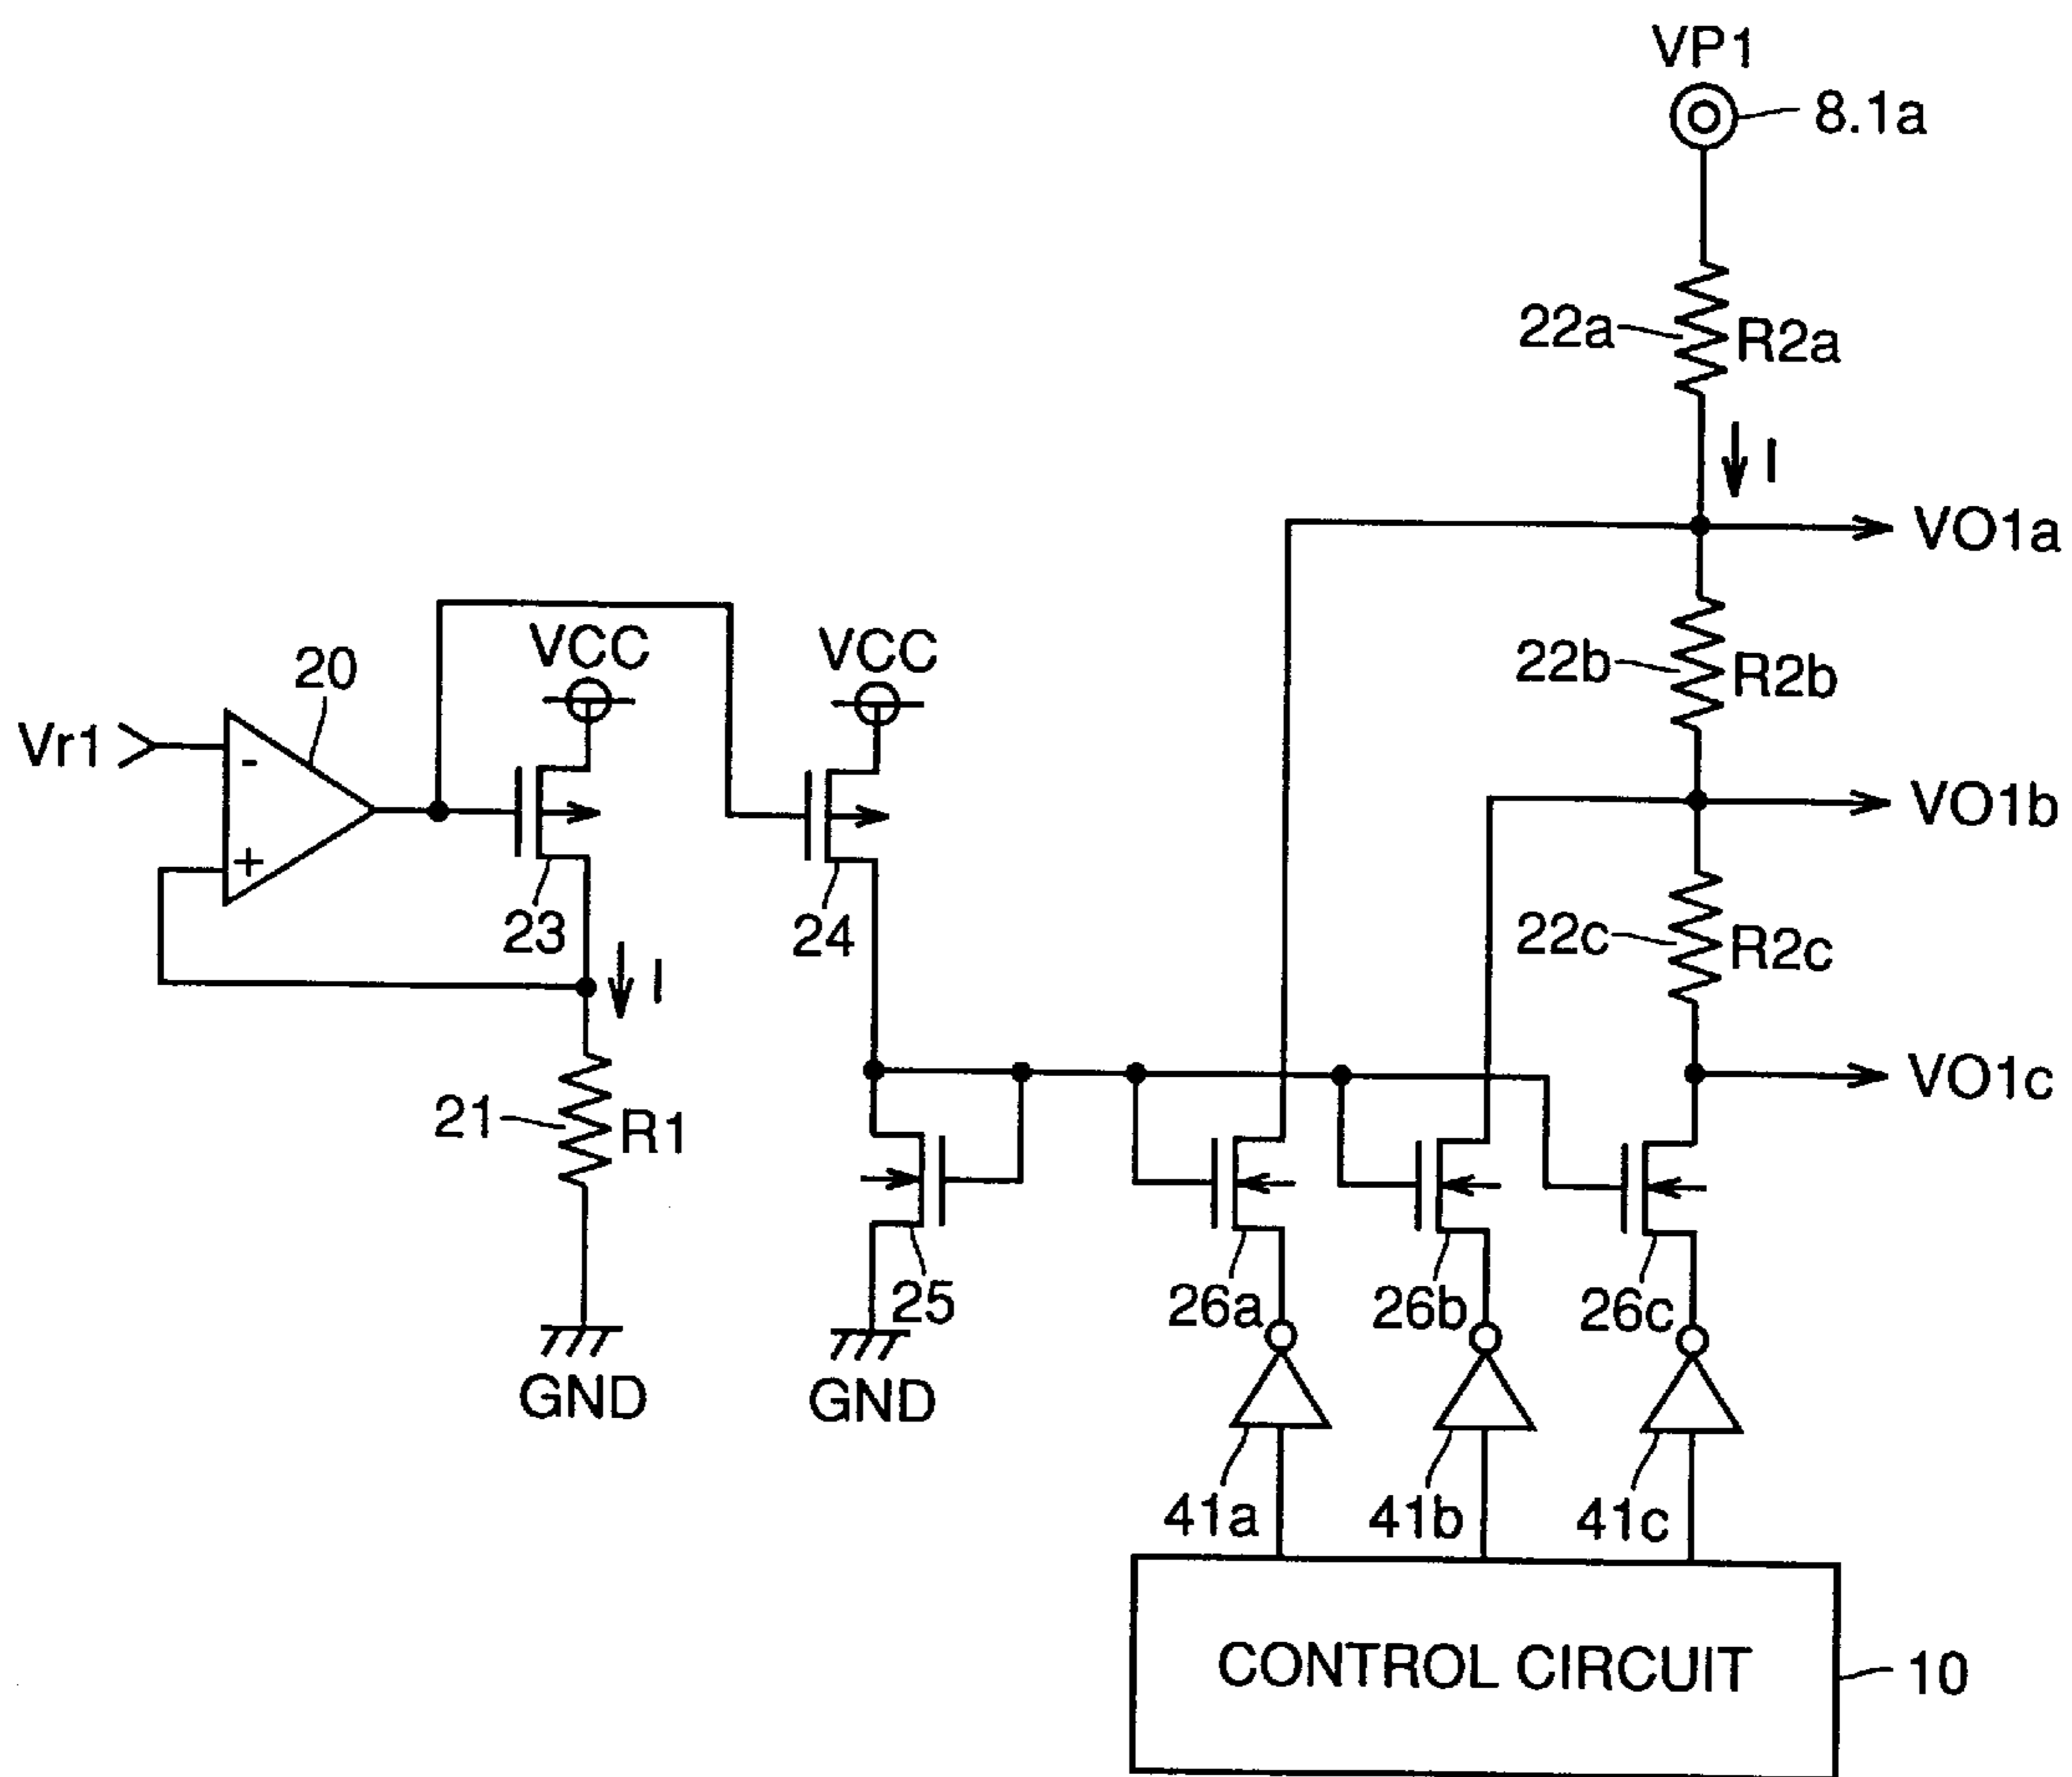 VP1
8.1a
22a
R2a
I
VO1a
VCC
VCC
20
22b
R2b
Vr1
-
+
VO1b
23
24
22c
R2c
I
VO1c
21
R1
25
26a
26b
26c
GND
GND
41a
41b
41c
CONTROL CIRCUIT
10